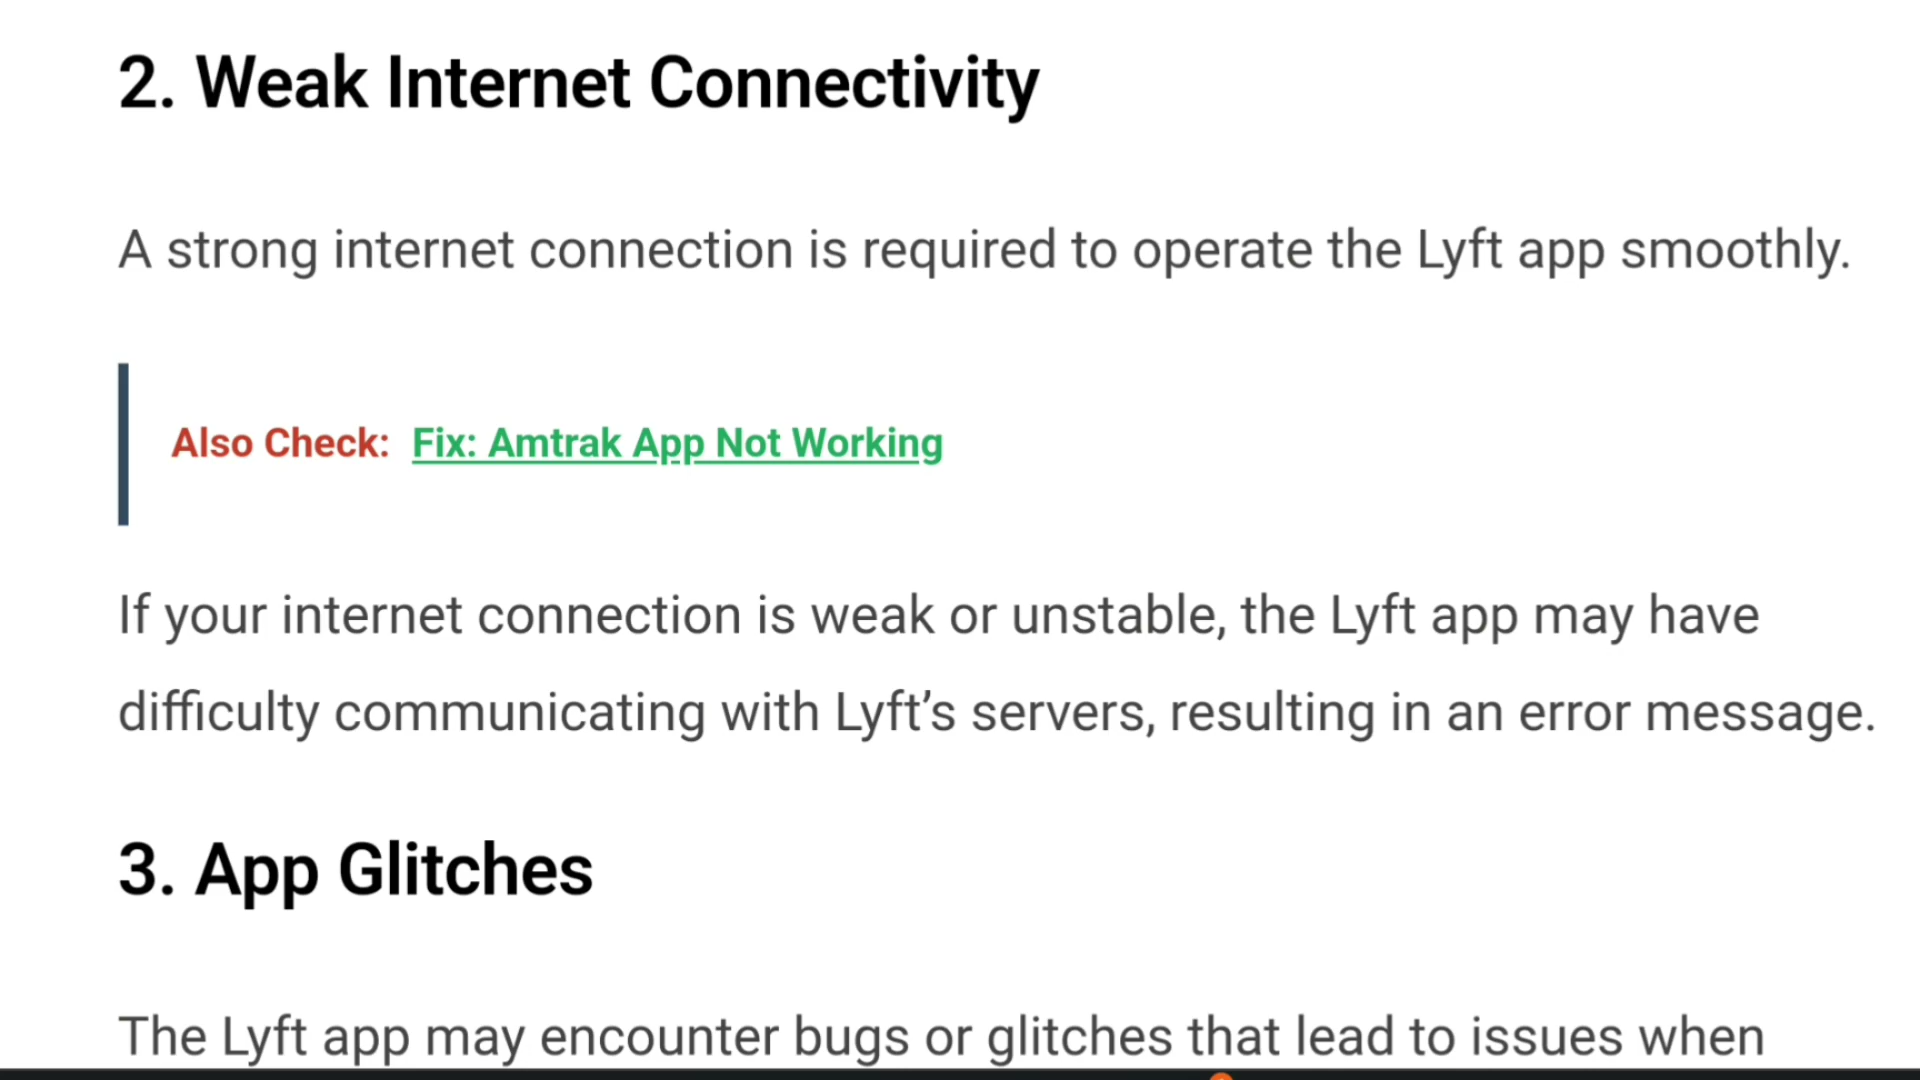 2. Weak Internet Connectivity
A strong internet connection is required to operate the Lyft app smoothly.
Also Check: Fix: Amtrak App Not Working
If your internet connection is weak or unstable, the Lyft app may have
difficulty communicating with Lyft’s servers, resulting in an error message.
3. App Glitches
The Lyft app may encounter bugs or glitches that lead to issues when